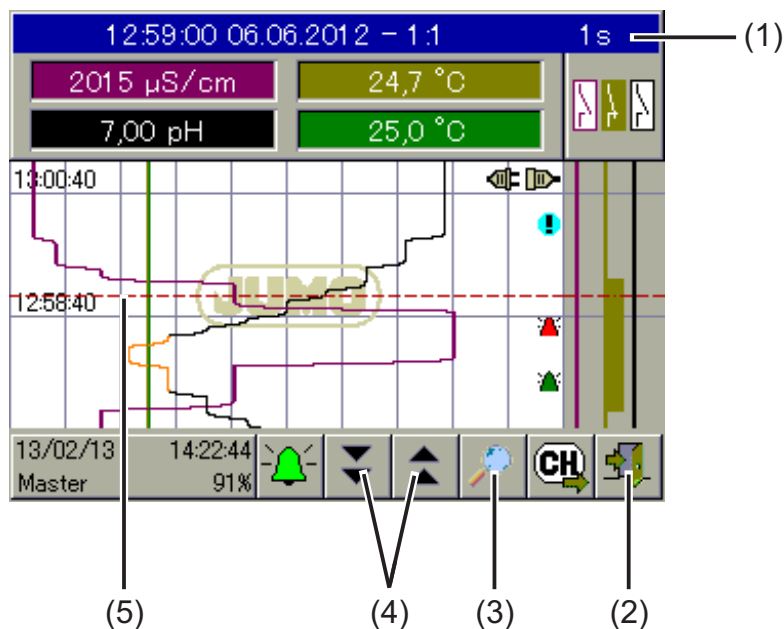 12:59:00 06.06.2012 – 1:1 1s
(1)
2015 µS/cm 24,7 °C
7,00 pH 25,0 °C
13:00:40
JUMO
12:58:40
13/02/13 14:22:44
Master 91%
CH
(5) (4) (3) (2)